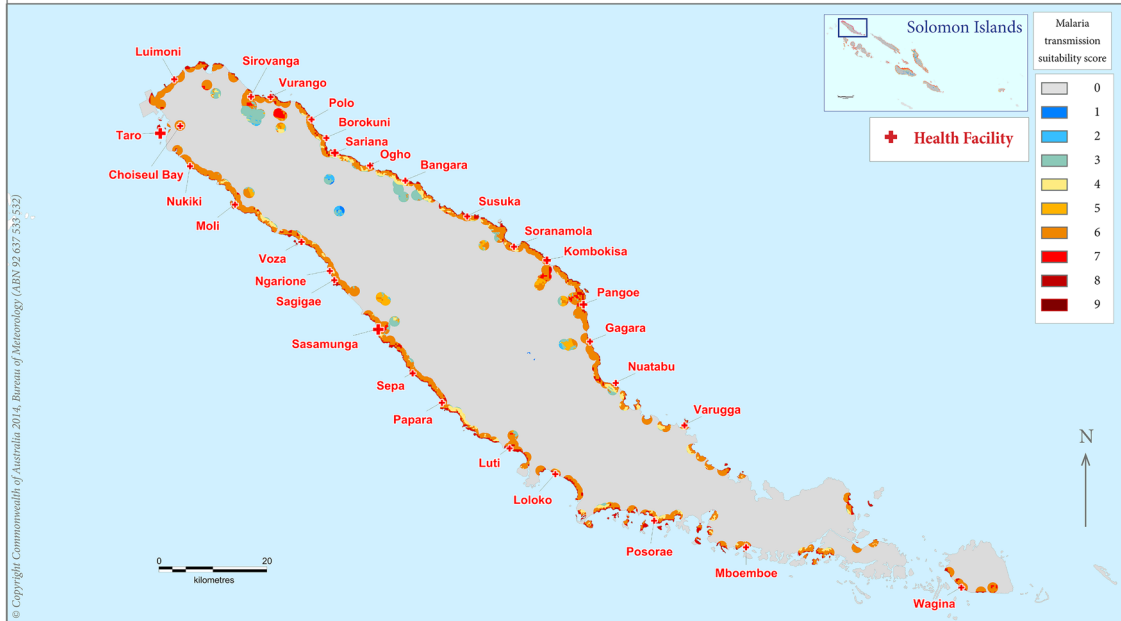 Solomon Islands
Health Facility
Malaria
transmission
suitability score
0
1
2
3
4
5
6
7
8
9
Luimoni
Sirovanga
Vurango
Polo
Taro
Borokuni
Sariana
Ogho
Bangara
Choiseul Bay
Nukiki
Moli
Susuka
Soranamola
Kombokisa
Voza
Ngarione
Sagigae
Pangoe
Sasamunga
Gagara
Nuatabu
Sepa
Papara
Varugga
Luti
Loloko
Posorae
Mboemboe
Wagina
N
0 20
kilometres
© Copyright Commonwealth of Australia 2014, Bureau of Meteorology (ABN 92 637 533 532)